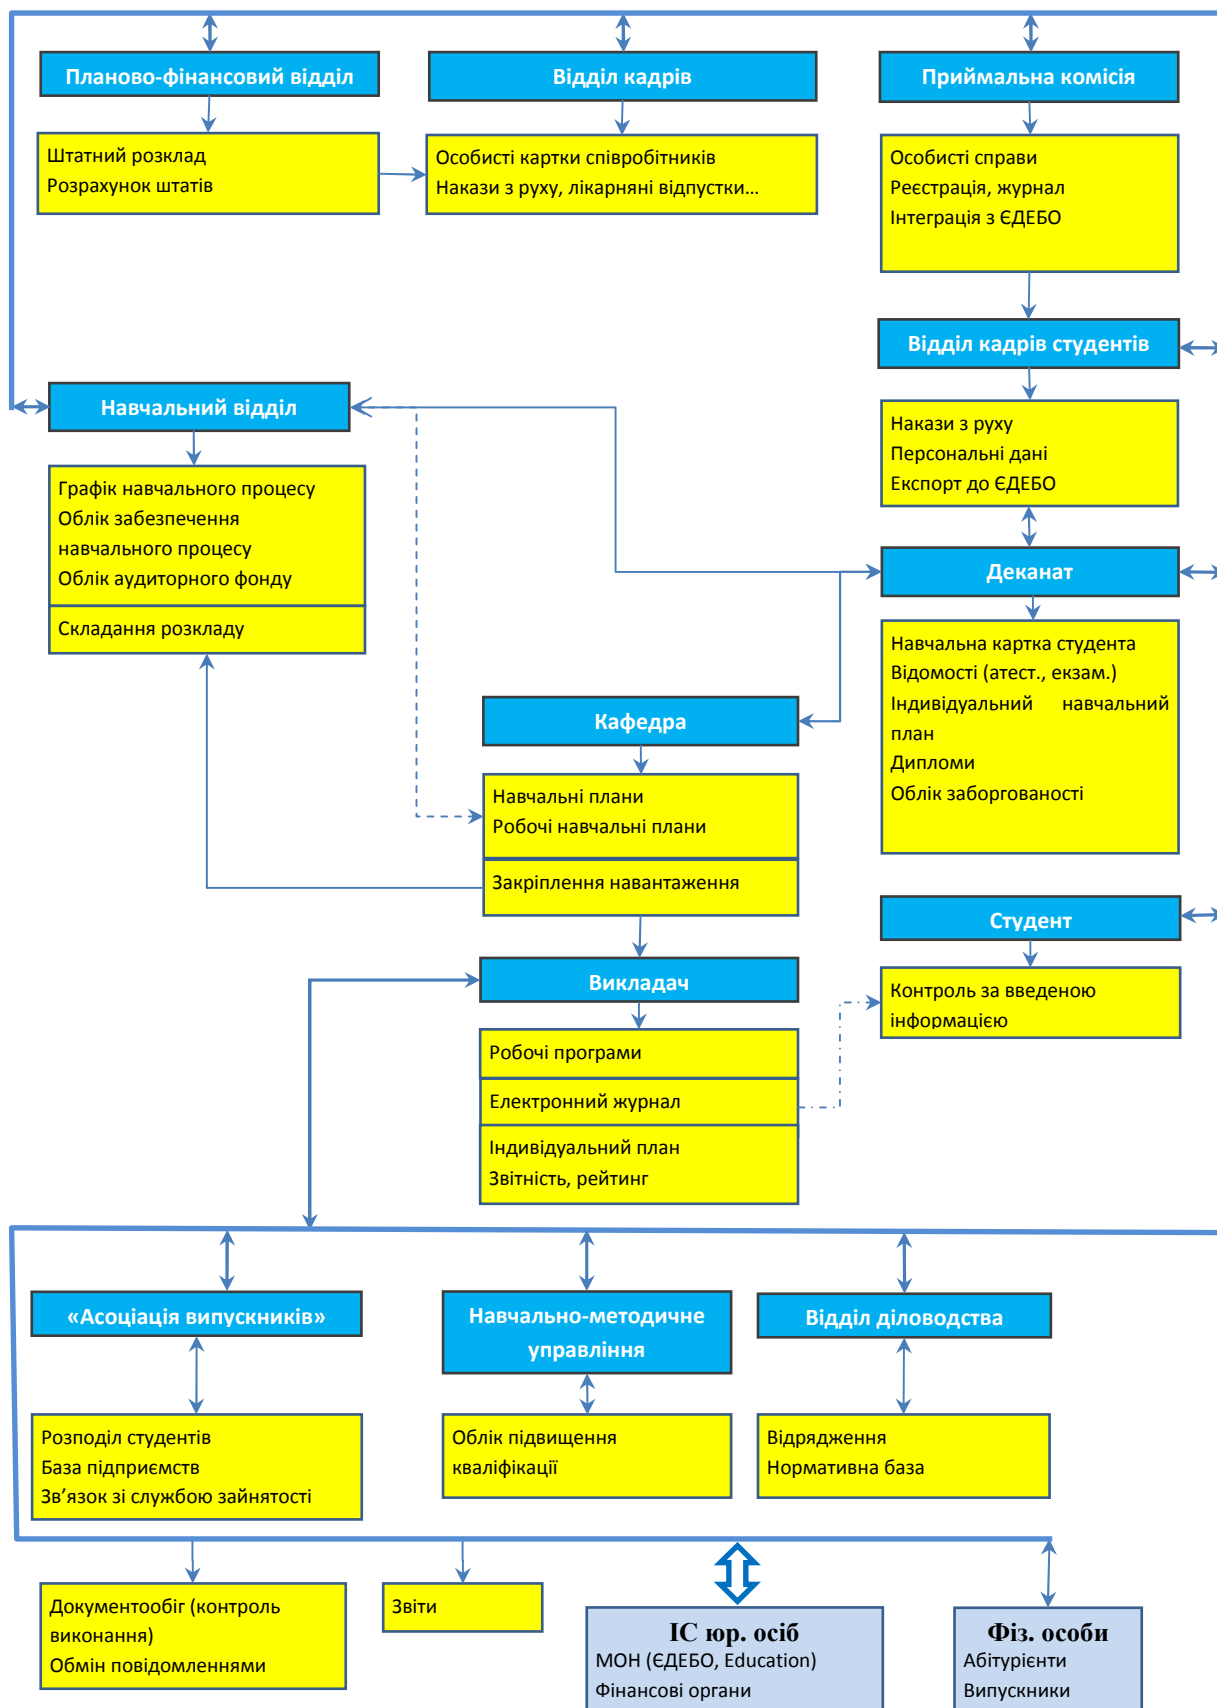 Планово-фінансовий відділ
Відділ кадрів
Приймальна комісія
Штатний розклад
Розрахунок штатів
Особисті картки співробітників
Накази з руху, лікарняні відпустки...
Особисті справи
Реєстрація, журнал
Інтеграція з ЄДЕБО
Відділ кадрів студентів
Навчальний відділ
Накази з руху
Персональні дані
Експорт до ЄДЕБО
Графік навчального процесу
Облік забезпечення
навчального процесу
Облік аудиторного фонду
Складання розкладу
Деканат
Навчальна картка студента
Відомості (атест., екзам.)
Індивідуальний навчальний
план
Дипломи
Облік заборгованості
Кафедра
Навчальні плани
Робочі навчальні плани
Закріплення навантаження
Студент
Контроль за введеною
інформацією
Викладач
Робочі програми
Електронний журнал
Індивідуальний план
Звітність, рейтинг
«Асоціація випускників»
Навчально-методичне
управління
Відділ діловодства
Розподіл студентів
База підприємств
Зв’язок зі службою зайнятості
Облік підвищення
кваліфікації
Відрядження
Нормативна база
Документообіг (контроль
виконання)
Обмін повідомленнями
Звіти
ІС юр. осіб
МОН (ЄДЕБО, Education)
Фінансові органи
Фіз. особи
Абітурієнти
Випускники